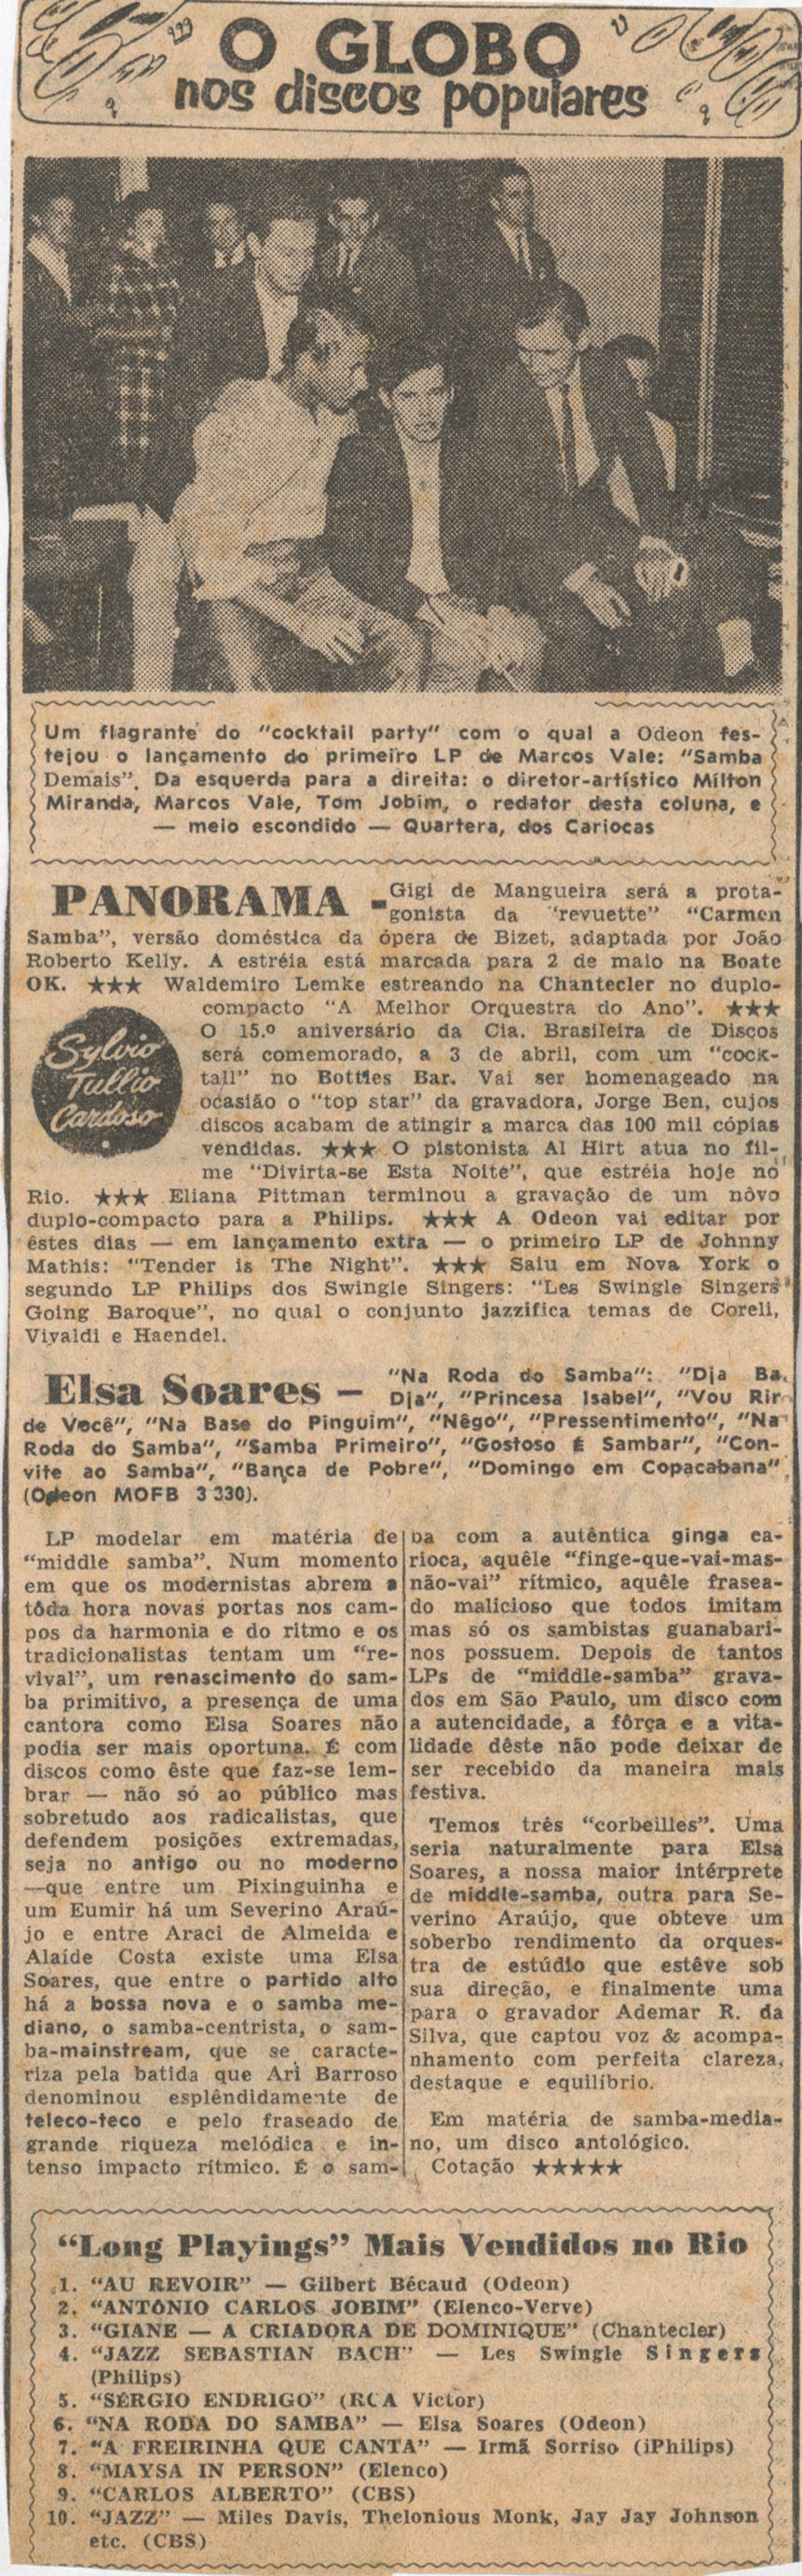 O GLOBO
nos discos populares
Um flagrante do "cocktail party" com o qual a Odeon fes-
tejou o lançamento do primeiro LP de Marcos Vale: "Samba
Demais". Da esquerda para a direita: o diretor-artístico Milton
Miranda, Marcos Vale, Tom Jobim, o redator desta coluna, e
— meio escondido — Quartera, dos Cariocas
PANORAMA - Gigi de Mangueira será a prota-
gonista da "revuette" "Carmen
Samba", versão doméstica da ópera de Bizet, adaptada por João
Roberto Kelly. A estréia está marcada para 2 de maio na Boate
OK. ★★★ Waldemiro Lemke estreando na Chantecler no duplo-
compacto "A Melhor Orquestra do Ano". ★★★
O 15.º aniversário da Cia. Brasileira de Discos
será comemorado, a 3 de abril, com um "cock-
tail" no Bottles Bar. Vai ser homenageado na
ocasião o "top star" da gravadora, Jorge Ben, cujos
discos acabam de atingir a marca das 100 mil cópias
vendidas. ★★★ O pistonista Al Hirt atua no fil-
me "Divirta-se Esta Noite", que estréia hoje no
Sylvio
Tullio
Cardoso
Rio. ★★★ Eliana Pittman terminou a gravação de um nôvo
duplo-compacto para a Philips. ★★★ A Odeon vai editar por
êstes dias — em lançamento extra — o primeiro LP de Johnny
Mathis: "Tender is The Night". ★★★ Saiu em Nova York o
segundo LP Philips dos Swingle Singers: "Les Swingle Singers
Going Baroque", no qual o conjunto jazzifica temas de Coreli,
Vivaldi e Haendel.
Elsa Soares — "Na Roda do Samba": "Dja Ba
Dja", "Princesa Isabel", "Vou Rir
de Você", "Na Base do Pinguim", "Nêgo", "Pressentimento", "Na
Roda do Samba", "Samba Primeiro", "Gostoso É Sambar", "Con-
vite ao Samba", "Banca de Pobre", "Domingo em Copacabana"
(Odeon MOFB 3 330).
LP modelar em matéria de
"middle samba". Num momento
em que os modernistas abrem a
tôda hora novas portas nos cam-
pos da harmonia e do ritmo e os
tradicionalistas tentam um "re-
vival", um renascimento do sam-
ba primitivo, a presença de uma
cantora como Elsa Soares não
podia ser mais oportuna. É com
discos como êste que faz-se lem-
brar — não só ao público mas
sobretudo aos radicalistas, que
defendem posições extremadas,
seja no antigo ou no moderno
—que entre um Pixinguinha e
um Eumir há um Severino Araú-
jo e entre Araci de Almeida e
Alaíde Costa existe uma Elsa
Soares, que entre o partido alto
há a bossa nova e o samba me-
diano, o samba-centrista, o sam-
ba-mainstream, que se caracte-
riza pela batida que Ari Barroso
denominou esplêndidamente de
teleco-teco e pelo fraseado de
grande riqueza melódica e in-
tenso impacto rítmico. É o sam-
ba com a autêntica ginga ca-
rioca, aquêle "finge-que-vai-mas-
não-vai" rítmico, aquêle frasea-
do malicioso que todos imitam
mas só os sambistas guanabari-
nos possuem. Depois de tantos
LPs de "middle-samba" grava-
dos em São Paulo, um disco com
a autencidade, a fôrça e a vita-
lidade dêste não pode deixar de
ser recebido da maneira mais
festiva.
Temos três "corbeilles". Uma
seria naturalmente para Elsa
Soares, a nossa maior intérprete
de middle-samba, outra para Se-
verino Araújo, que obteve um
soberbo rendimento da orques-
tra de estúdio que estêve sob
sua direção, e finalmente uma
para o gravador Ademar R. da
Silva, que captou voz & acompa-
nhamento com perfeita clareza,
destaque e equilíbrio.
Em matéria de samba-media-
no, um disco antológico.
Cotação ★★★★★
"Long Playings" Mais Vendidos no Rio
1. "AU REVOIR" — Gilbert Bécaud (Odeon)
2. "ANTÔNIO CARLOS JOBIM" (Elenco-Verve)
3. "GIANE — A CRIADORA DE DOMINIQUE" (Chantecler)
4. "JAZZ SEBASTIAN BACH" — Les Swingle Singers
(Philips)
5. "SÉRGIO ENDRIGO" (RCA Victor)
6. "NA RODA DO SAMBA" — Elsa Soares (Odeon)
7. "A FREIRINHA QUE CANTA" — Irmã Sorriso (iPhilips)
8. "MAYSA IN PERSON" (Elenco)
9. "CARLOS ALBERTO" (CBS)
10. "JAZZ" — Miles Davis, Thelonious Monk, Jay Jay Johnson
etc. (CBS)